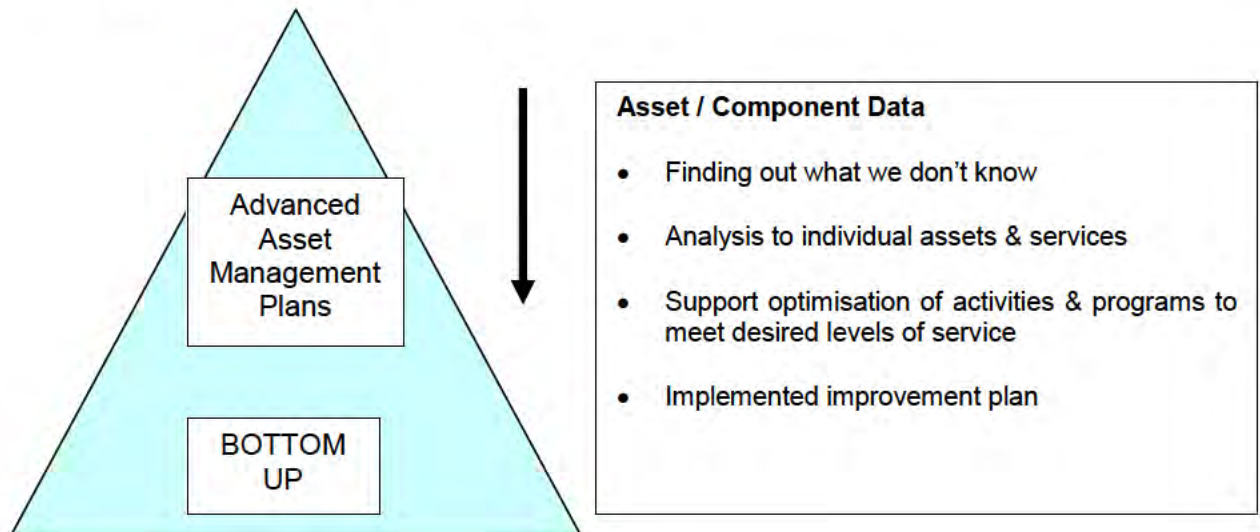 Advanced
Asset
Management
Plans
BOTTOM
UP
Asset / Component Data
• Finding out what we don't know
• Analysis to individual assets & services
• Support optimisation of activities & programs to
meet desired levels of service
• Implemented improvement plan